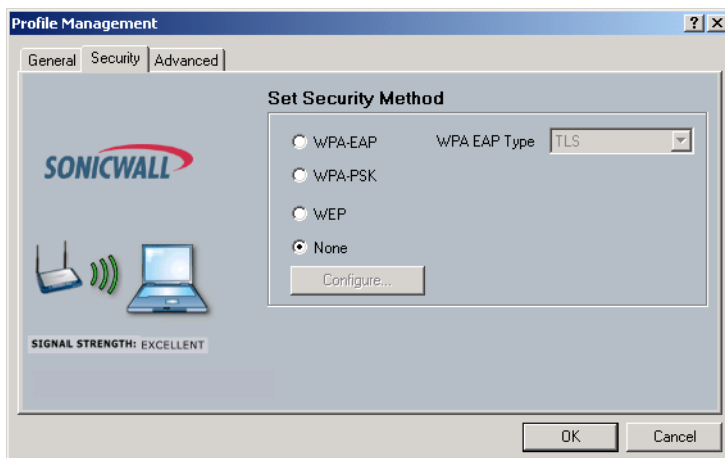 Profile Management
General Security Advanced
Set Security Method
WPA-EAP WPA EAP Type TLS
WPA-PSK
WEP
None
Configure...
SONICWALL
SIGNAL STRENGTH: EXCELLENT
OK Cancel